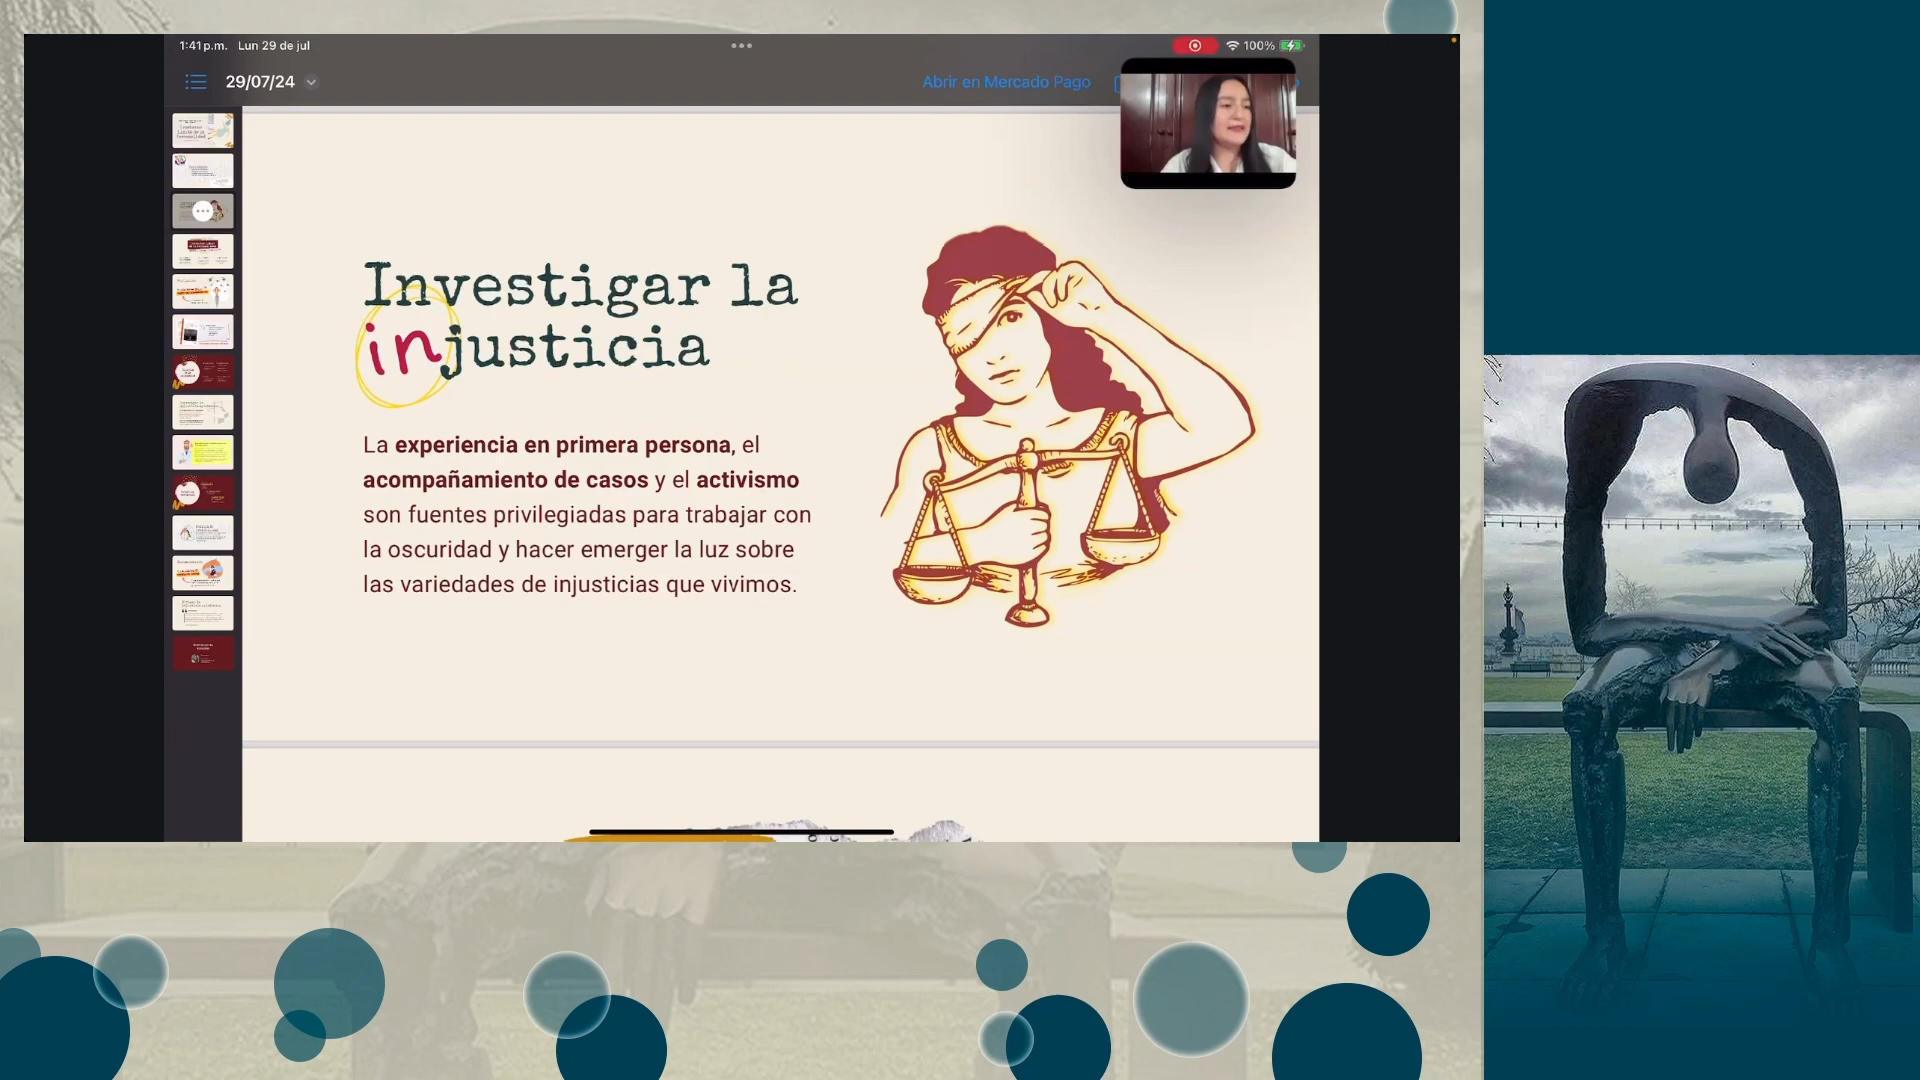 1:41 p.m. Lun 29 de jul
100%
29/07/24
Abrir en Mercado Pago
Investigar la
injusticia
La experiencia en primera persona, el
acompañamiento de casos y el activismo
son fuentes privilegiadas para trabajar con
la oscuridad y hacer emerger la luz sobre
las variedades de injusticias que vivimos.